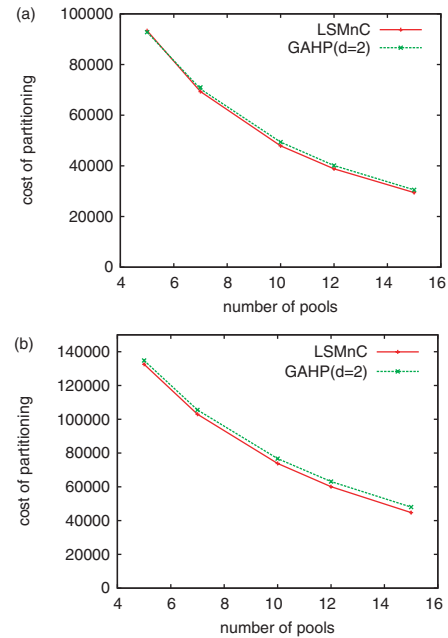 (a)
100000
80000
60000
40000
20000
0
cost of partitioning
LSMnC
GAHP(d=2)
4 6 8 10 12 14 16
number of pools
(b)
140000
120000
100000
80000
60000
40000
20000
0
cost of partitioning
LSMnC
GAHP(d=2)
4 6 8 10 12 14 16
number of pools